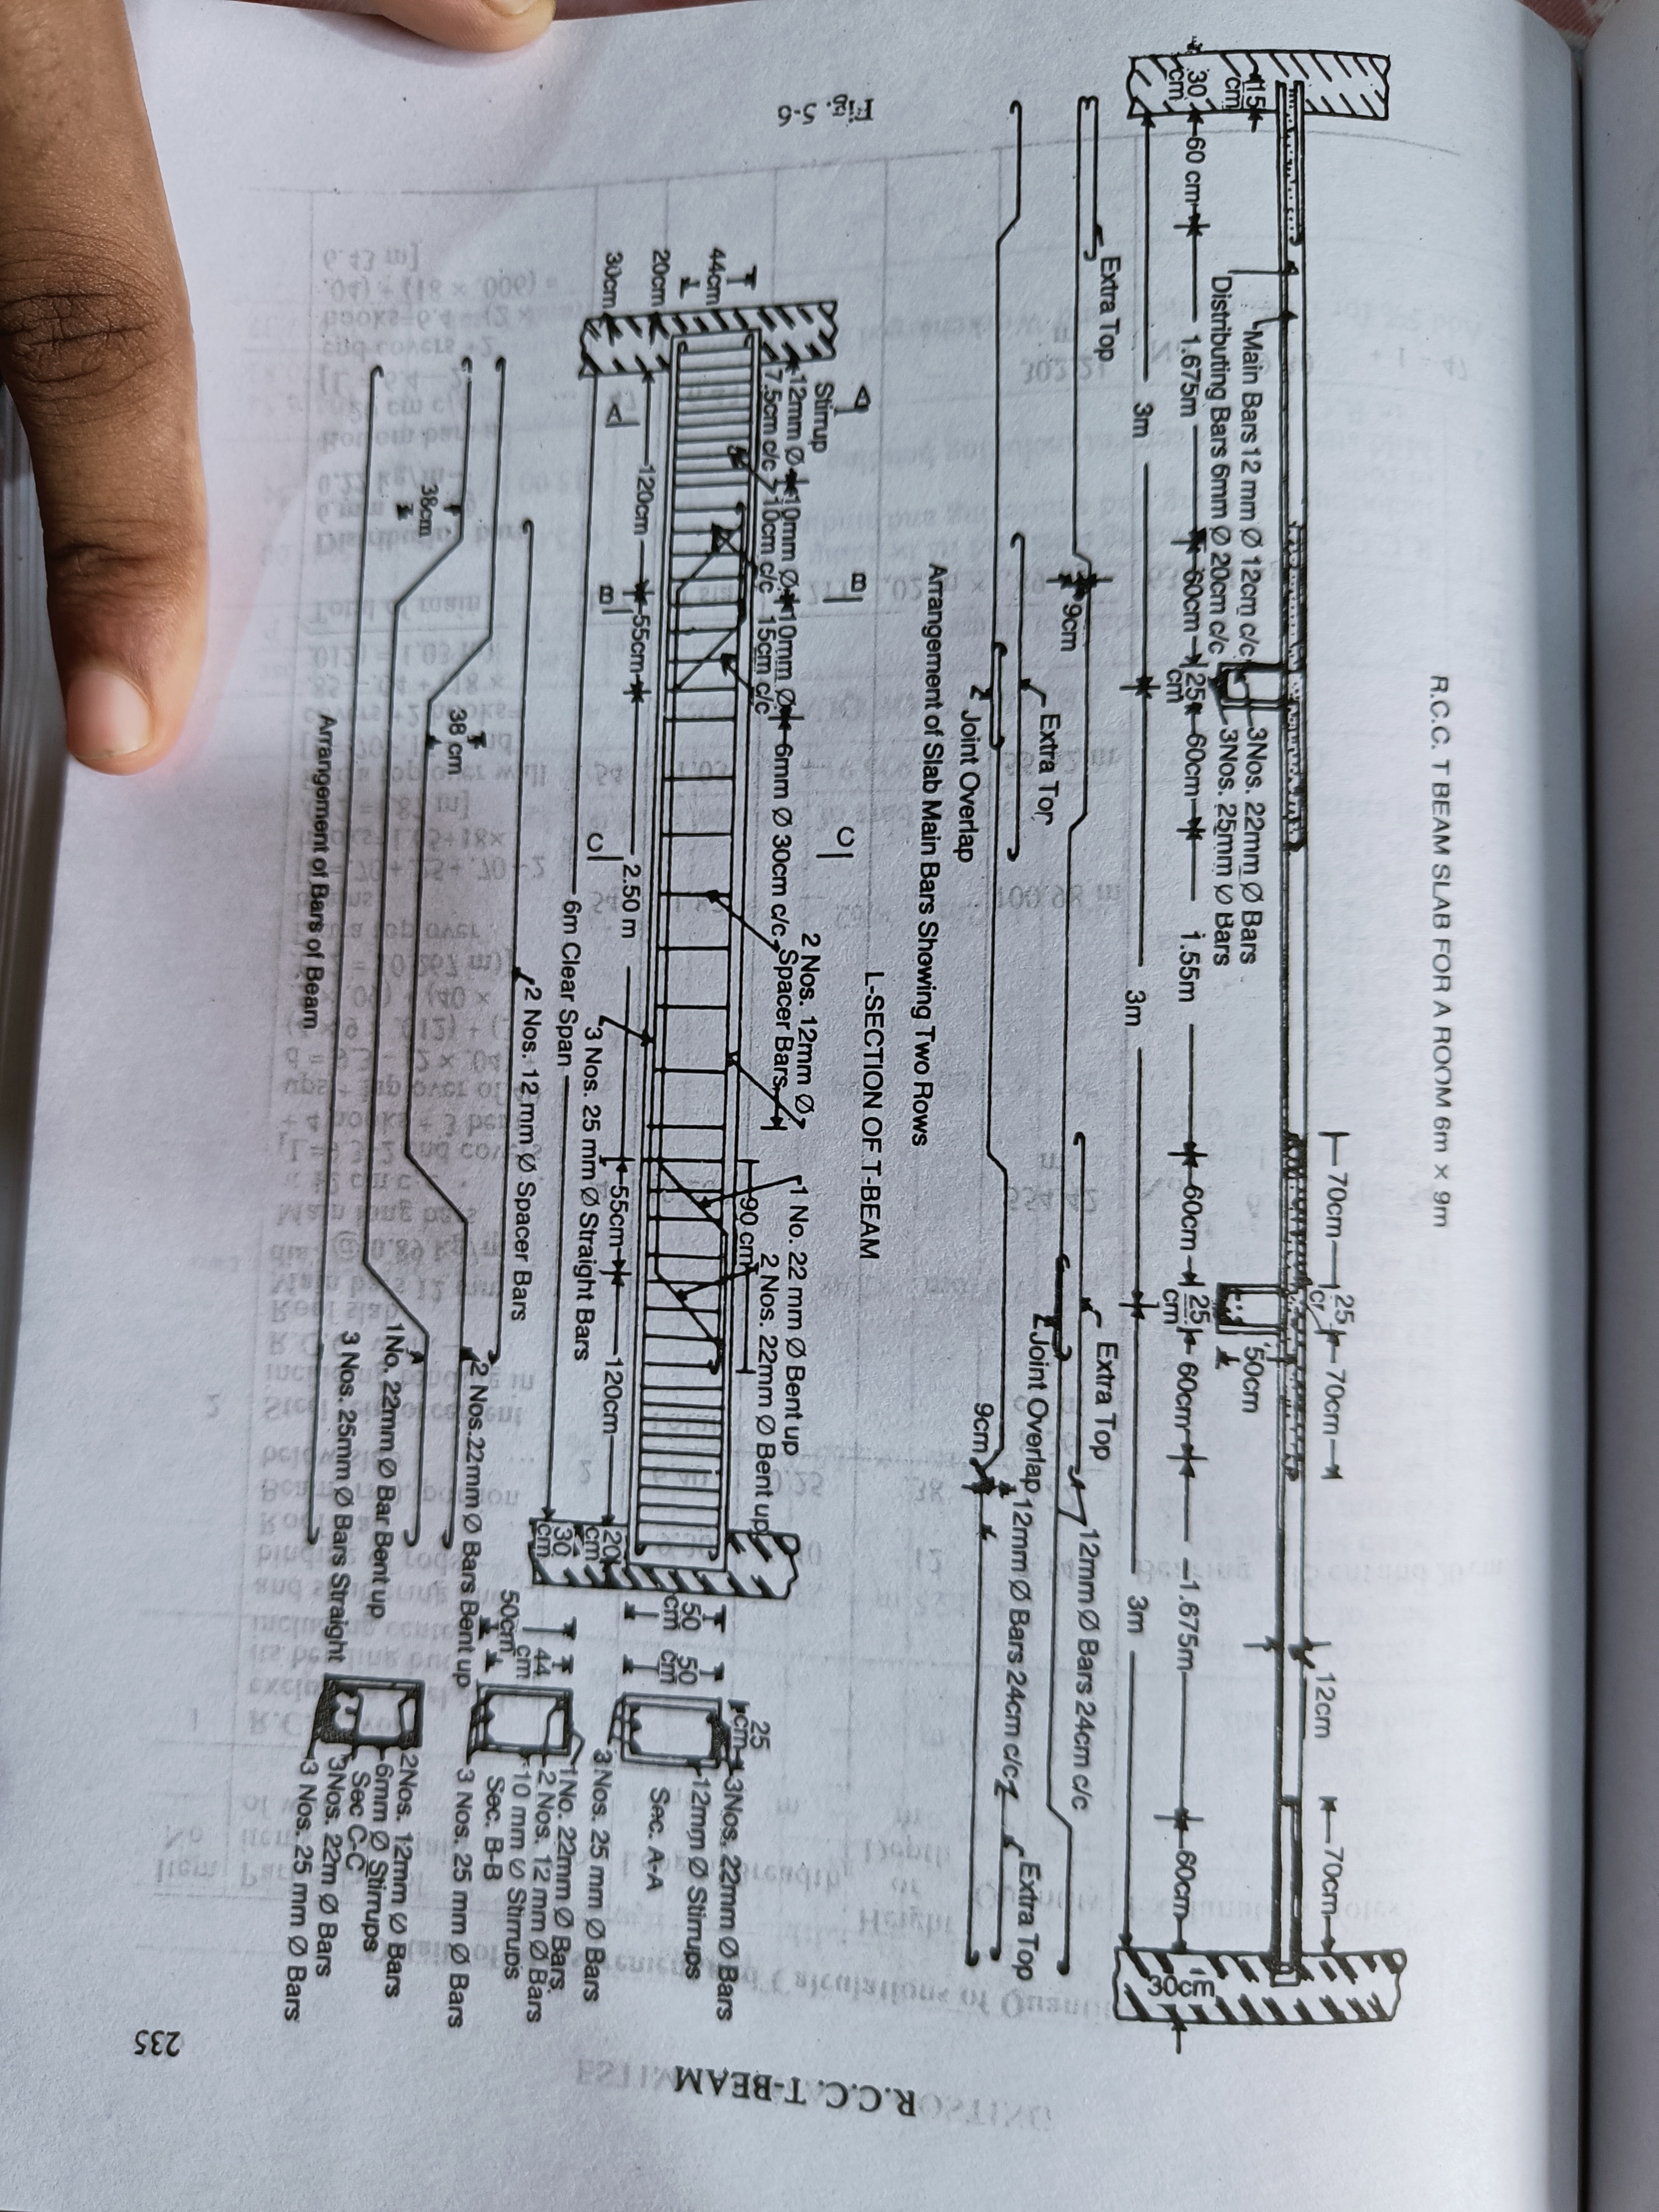 R.C.C. T-BEAM
235
R.C.C. T BEAM SLAB FOR A ROOM 6m × 9m
70cm 25 70cm
12cm
70cm
Main Bars 12 mm Ø 12cm c/c
Distributing Bars 6mm Ø 20cm c/c
3Nos. 22mm Ø Bars
3Nos. 25mm Ø Bars
50cm
15 cm
30 cm
60 cm 1.675m 60cm 25 cm 60cm 1.55m 60cm 25 cm 60cm 1.675m 60cm
30cm
3m 3m 3m
Extra Top
9cm
Extra Top
Extra Top
12mm Ø Bars 24cm c/c
2 Joint Overlap
Joint Overlap
9cm
12mm Ø Bars 24cm c/c
Extra Top
Arrangement of Slab Main Bars Showing Two Rows
L-SECTION OF T-BEAM
A
B
C
Stirrup
12mm Ø 10mm Ø 10mm Ø 6mm Ø 30cm c/c
7.5cm c/c 10cm c/c 15cm c/c
2 Nos. 12mm Ø
Spacer Bars
1 No. 22 mm Ø Bent up
2 Nos. 22mm Ø Bent up
90 cm
44cm
20cm
30cm
120cm 55cm 2.50 m 55cm 120cm
20 cm
30 cm
50 cm
A
B
C
3 Nos. 25 mm Ø Straight Bars
6m Clear Span
2 Nos. 12 mm Ø Spacer Bars
38cm
38 cm
2 Nos. 22mm Ø Bars Bent up
1No. 22mm Ø Bar Bent up
3 Nos. 25mm Ø Bars Straight
Arrangement of Bars of Beam
25 cm
50 cm
3Nos. 22mm Ø Bars
12mm Ø Stirrups
Sec. A-A
3 Nos. 25 mm Ø Bars
44 cm
50cm
1No. 22mm Ø Bars
2 Nos. 12 mm Ø Bars
10 mm Ø Stirrups
Sec. B-B
3 Nos. 25 mm Ø Bars
2Nos. 12mm Ø Bars
6mm Ø Stirrups
Sec C-C
3Nos. 22m Ø Bars
3 Nos. 25 mm Ø Bars
Fig. 5-6